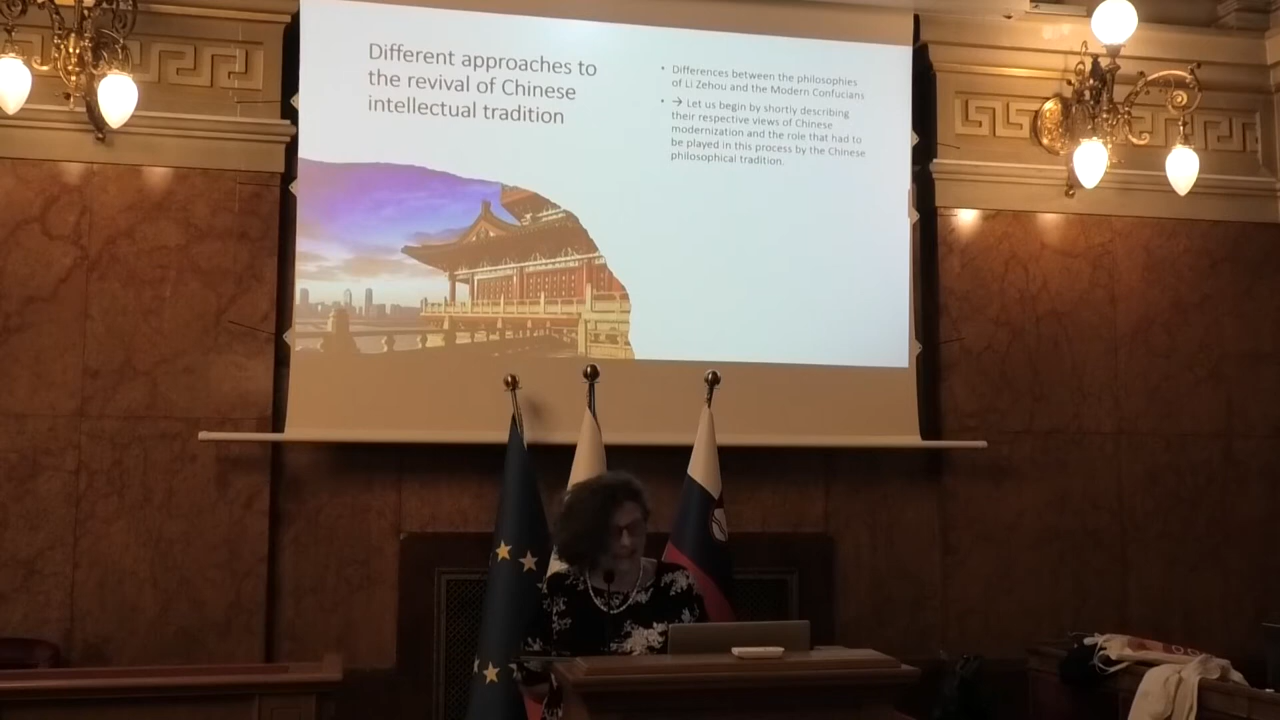 Different approaches to
the revival of Chinese
intellectual tradition
• Differences between the philosophies
of Li Zehou and the Modern Confucians
• → Let us begin by shortly describing
their respective views of Chinese
modernization and the role that had to
be played in this process by the Chinese
philosophical tradition.